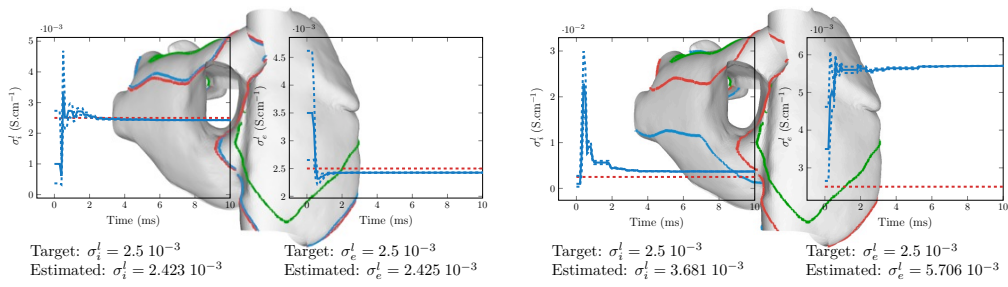 ·10⁻³
·10⁻³
·10⁻²
·10⁻³
5
4
3
2
1
0
0 2 4 6 8 10
Time (ms)
σ_i^l (S.cm⁻¹)
4.5
4
3.5
3
2.5
2
0 2 4 6 8 10
Time (ms)
σ_e^l (S.cm⁻¹)
3
2
1
0
0 2 4 6 8 10
Time (ms)
σ_i^l (S.cm⁻¹)
6
5
4
3
0 2 4 6 8 10
Time (ms)
σ_e^l (S.cm⁻¹)
Target: σ_i^l = 2.5 10⁻³
Estimated: σ_i^l = 2.423 10⁻³
Target: σ_e^l = 2.5 10⁻³
Estimated: σ_e^l = 2.425 10⁻³
Target: σ_i^l = 2.5 10⁻³
Estimated: σ_i^l = 3.681 10⁻³
Target: σ_e^l = 2.5 10⁻³
Estimated: σ_e^l = 5.706 10⁻³